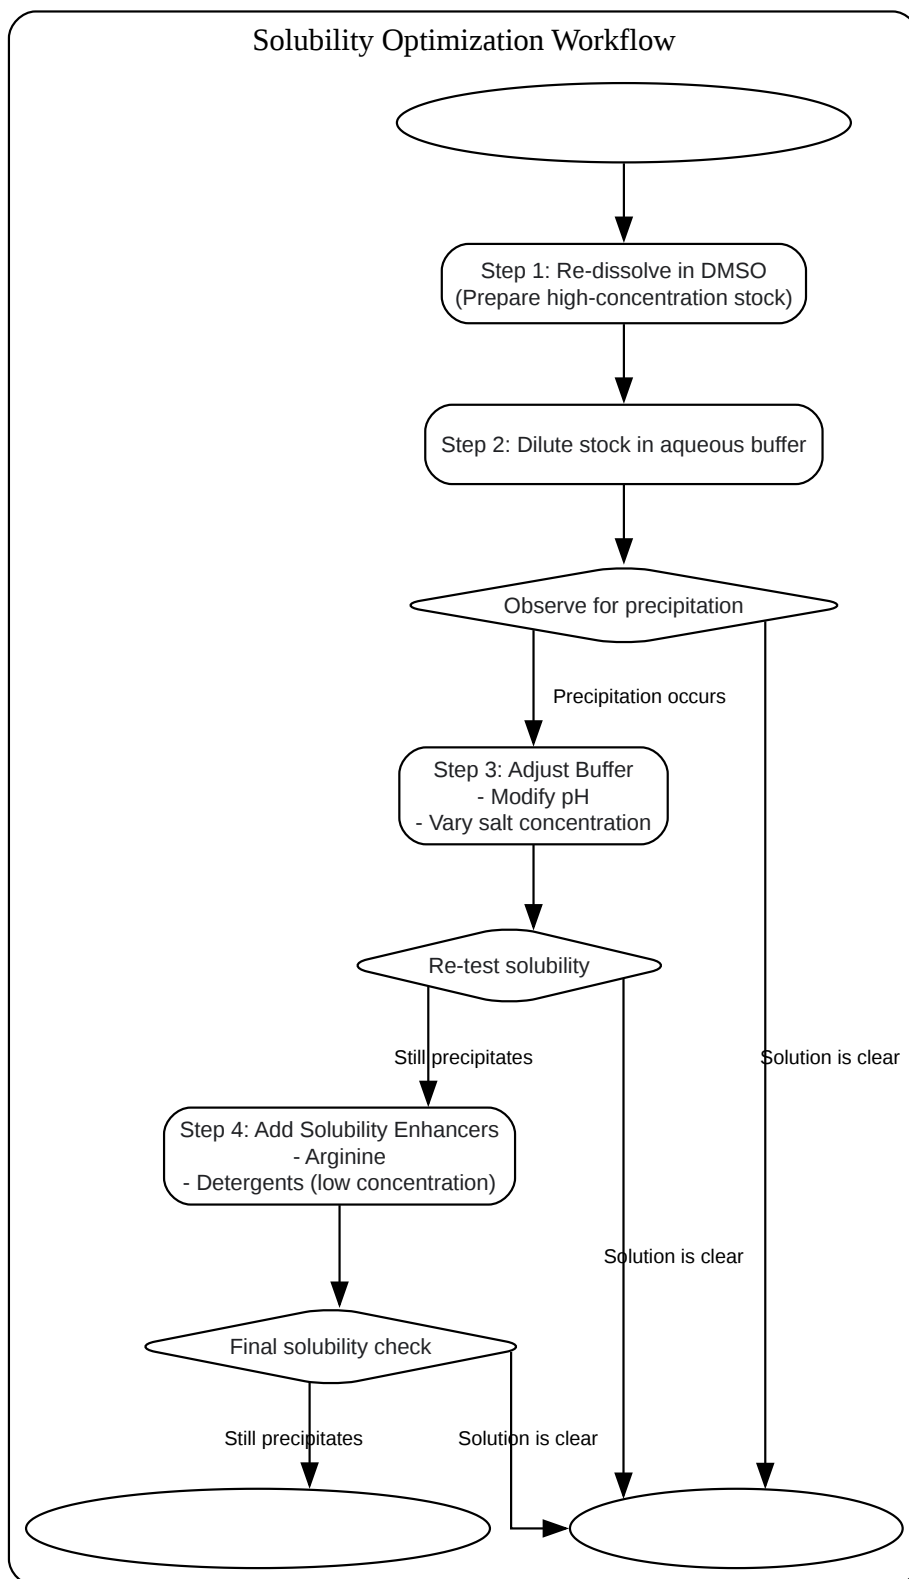 Solubility Optimization Workflow
Step 1: Re-dissolve in DMSO
(Prepare high-concentration stock)
Step 2: Dilute stock in aqueous buffer
Observe for precipitation
Precipitation occurs
Step 3: Adjust Buffer
- Modify pH
- Vary salt concentration
Re-test solubility
Still precipitates
Solution is clear
Step 4: Add Solubility Enhancers
- Arginine
- Detergents (low concentration)
Solution is clear
Final solubility check
Still precipitates
Solution is clear